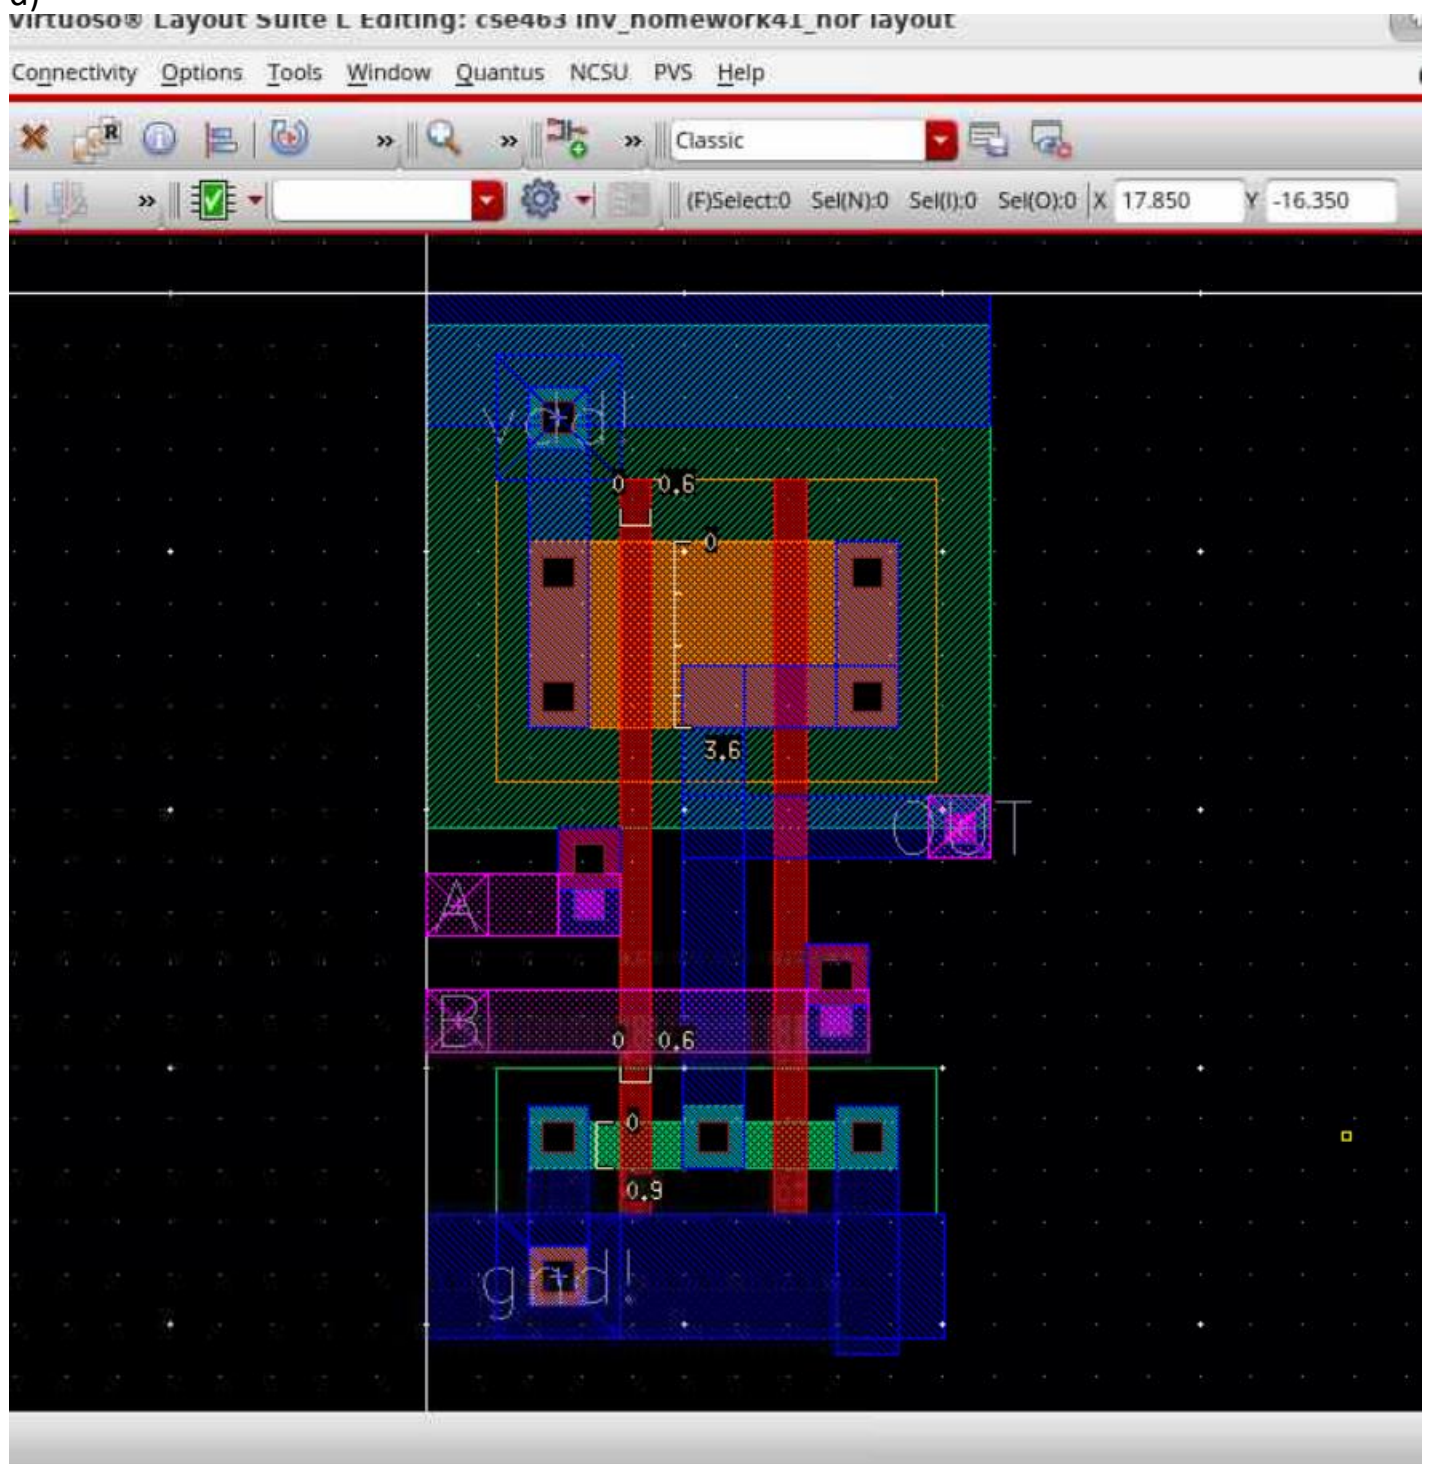 d)
Virtuoso® Layout Suite L Editing: cse463 inv_homework41_nor layout
Connectivity Options Tools Window Quantus NCSU PVS Help
R » » » Classic
» (F)Select:0 Sel(N):0 Sel(I):0 Sel(O):0 X 17.850 Y -16.350
vdd!
0 0.6
0
3.6
OUT
A
B
0 0.6
0
0.9
gnd!